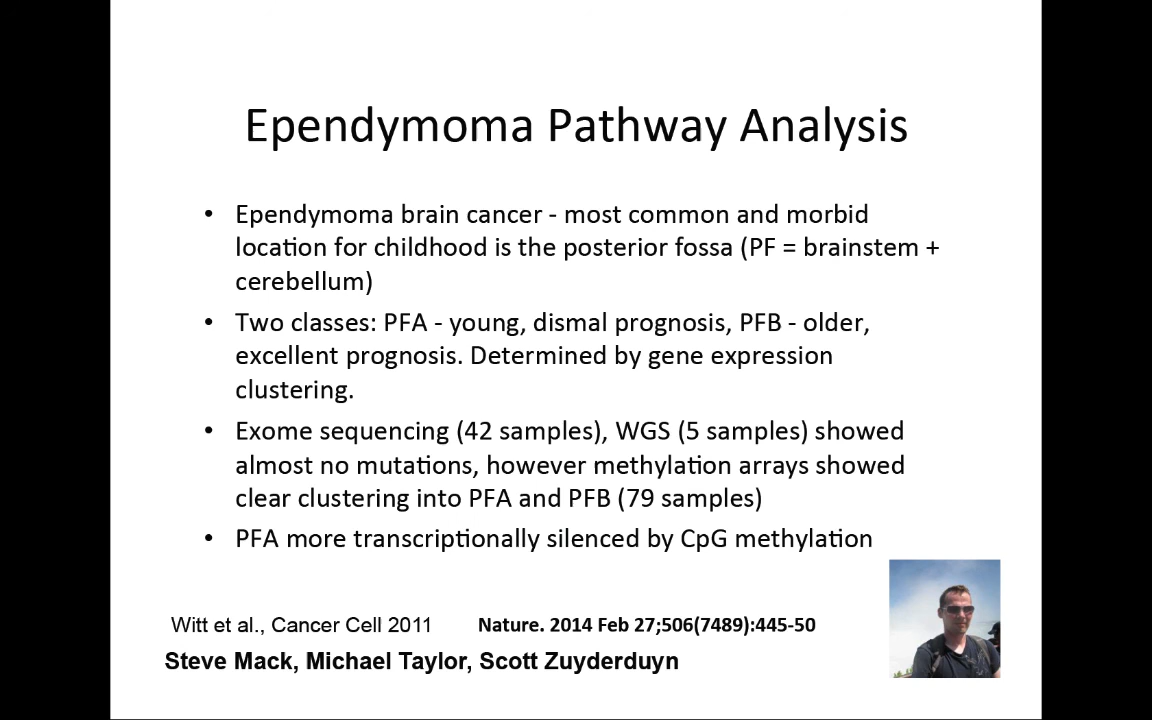 Ependymoma Pathway Analysis
• Ependymoma brain cancer - most common and morbid
location for childhood is the posterior fossa (PF = brainstem +
cerebellum)
• Two classes: PFA - young, dismal prognosis, PFB - older,
excellent prognosis. Determined by gene expression
clustering.
• Exome sequencing (42 samples), WGS (5 samples) showed
almost no mutations, however methylation arrays showed
clear clustering into PFA and PFB (79 samples)
• PFA more transcriptionally silenced by CpG methylation
Witt et al., Cancer Cell 2011 Nature. 2014 Feb 27;506(7489):445-50
Steve Mack, Michael Taylor, Scott Zuyderduyn